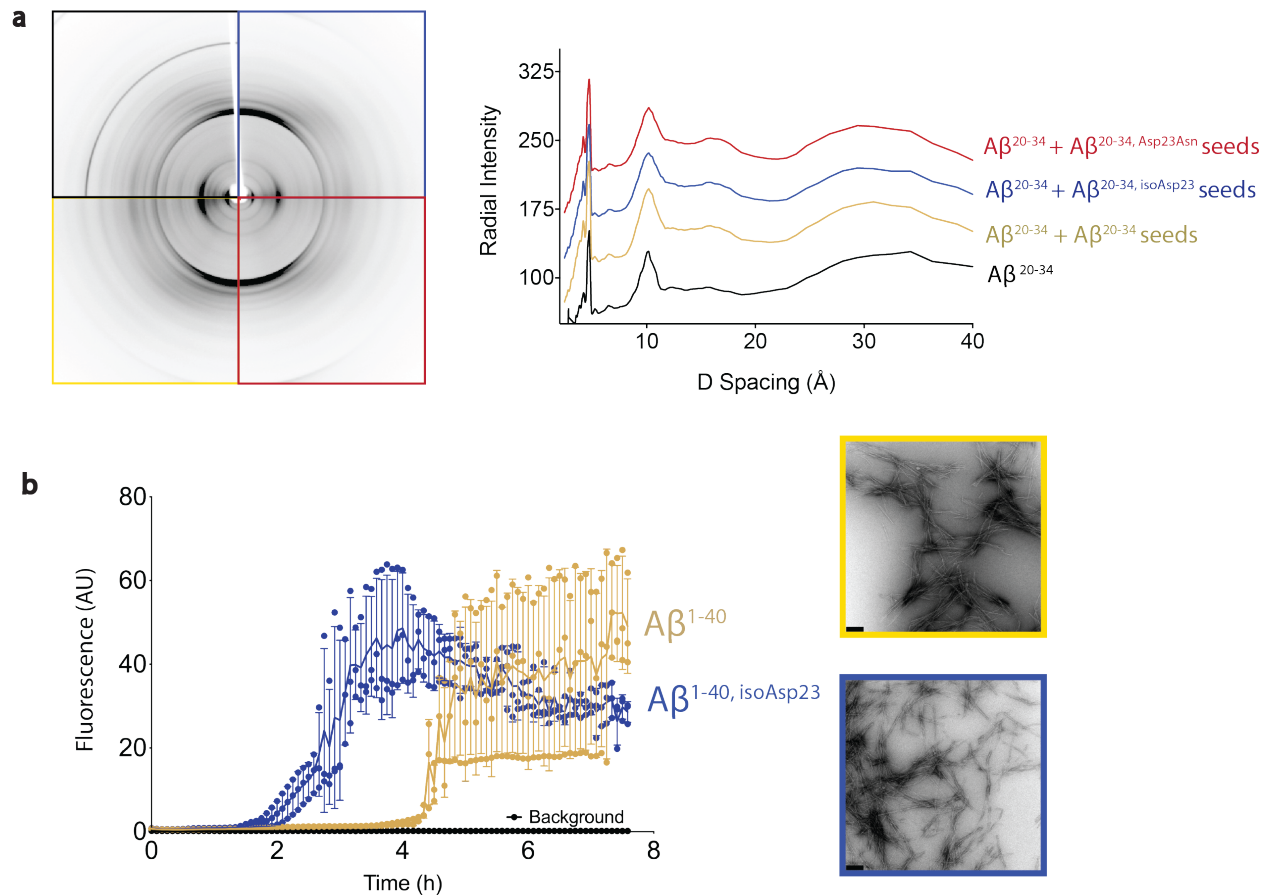 a
325
250
175
100
Radial Intensity
10
20
30
40
D Spacing (Å)
Aβ20-34 + Aβ20-34, Asp23Asn seeds
Aβ20-34 + Aβ20-34, isoAsp23 seeds
Aβ20-34 + Aβ20-34 seeds
Aβ 20-34
b
80
60
40
20
0
Fluorescence (AU)
Aβ1-40
Aβ1-40, isoAsp23
Background
0
2
4
6
8
Time (h)